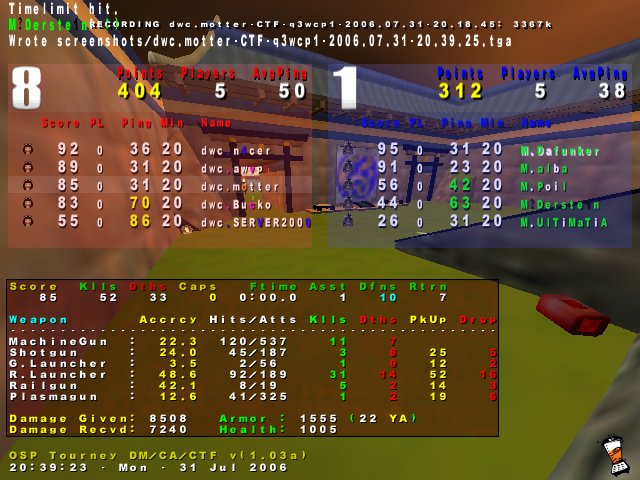 Timelimit hit.
M.Derstein RECORDING dwc.motter-CTF-q3wcp1-2006.07.31-20.18.45: 3367k
Wrote screenshots/dwc.motter-CTF-q3wcp1-2006.07.31-20.39.25.tga
8 Points Players AvgPing
404 5 50
Score PL Ping Min Name
92 0 36 20 dwc.nacer
89 0 31 20
85 0 31 20 dwc.motter
83 0 70 20 dwc.Bucko
55 0 86 20 dwc.SERVER2000
1 Points Players AvgPing
312 5 38
Score PL Ping Min Name
95 0 31 20 M.Dafunker
91 0 23 20 M.alba
56 0 42 20 M.Poil
44 0 63 20 M.Derstein
26 0 31 20 M.UlTiMaTiA
Score Klls Dths Caps Ftime Asst Dfns Rtrn
85 52 33 0 0:00.0 1 10 7
Weapon Accrcy Hits/Atts Klls Dths PkUp Drop
MachineGun : 22.3 120/537 11 7
Shotgun : 24.0 45/187 3 8 25 5
G.Launcher : 3.5 2/56 1 0 12 2
R.Launcher : 48.6 92/189 31 14 52 16
Railgun : 42.1 8/19 5 2 14 3
Plasmagun : 12.6 41/325 1 2 19 6
Damage Given: 8508 Armor : 1555 (22 YA)
Damage Recvd: 7240 Health: 1005
OSP Tourney DM/CA/CTF v(1.03a)
20:39:23 - Mon - 31 Jul 2006